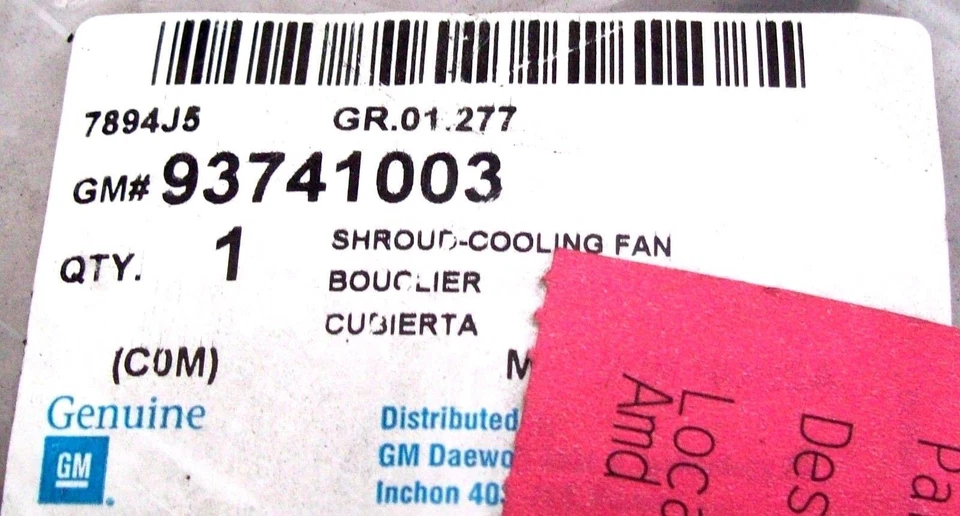 7894J5 GR.01.277
GM# 93741003
QTY. 1 SHROUD-COOLING FAN
BOUCLIER
CUBIERTA
(COM) M
Genuine
GM
Distributed
GM Daewo
Inchon 40
Amd
Loca
Des
Pa